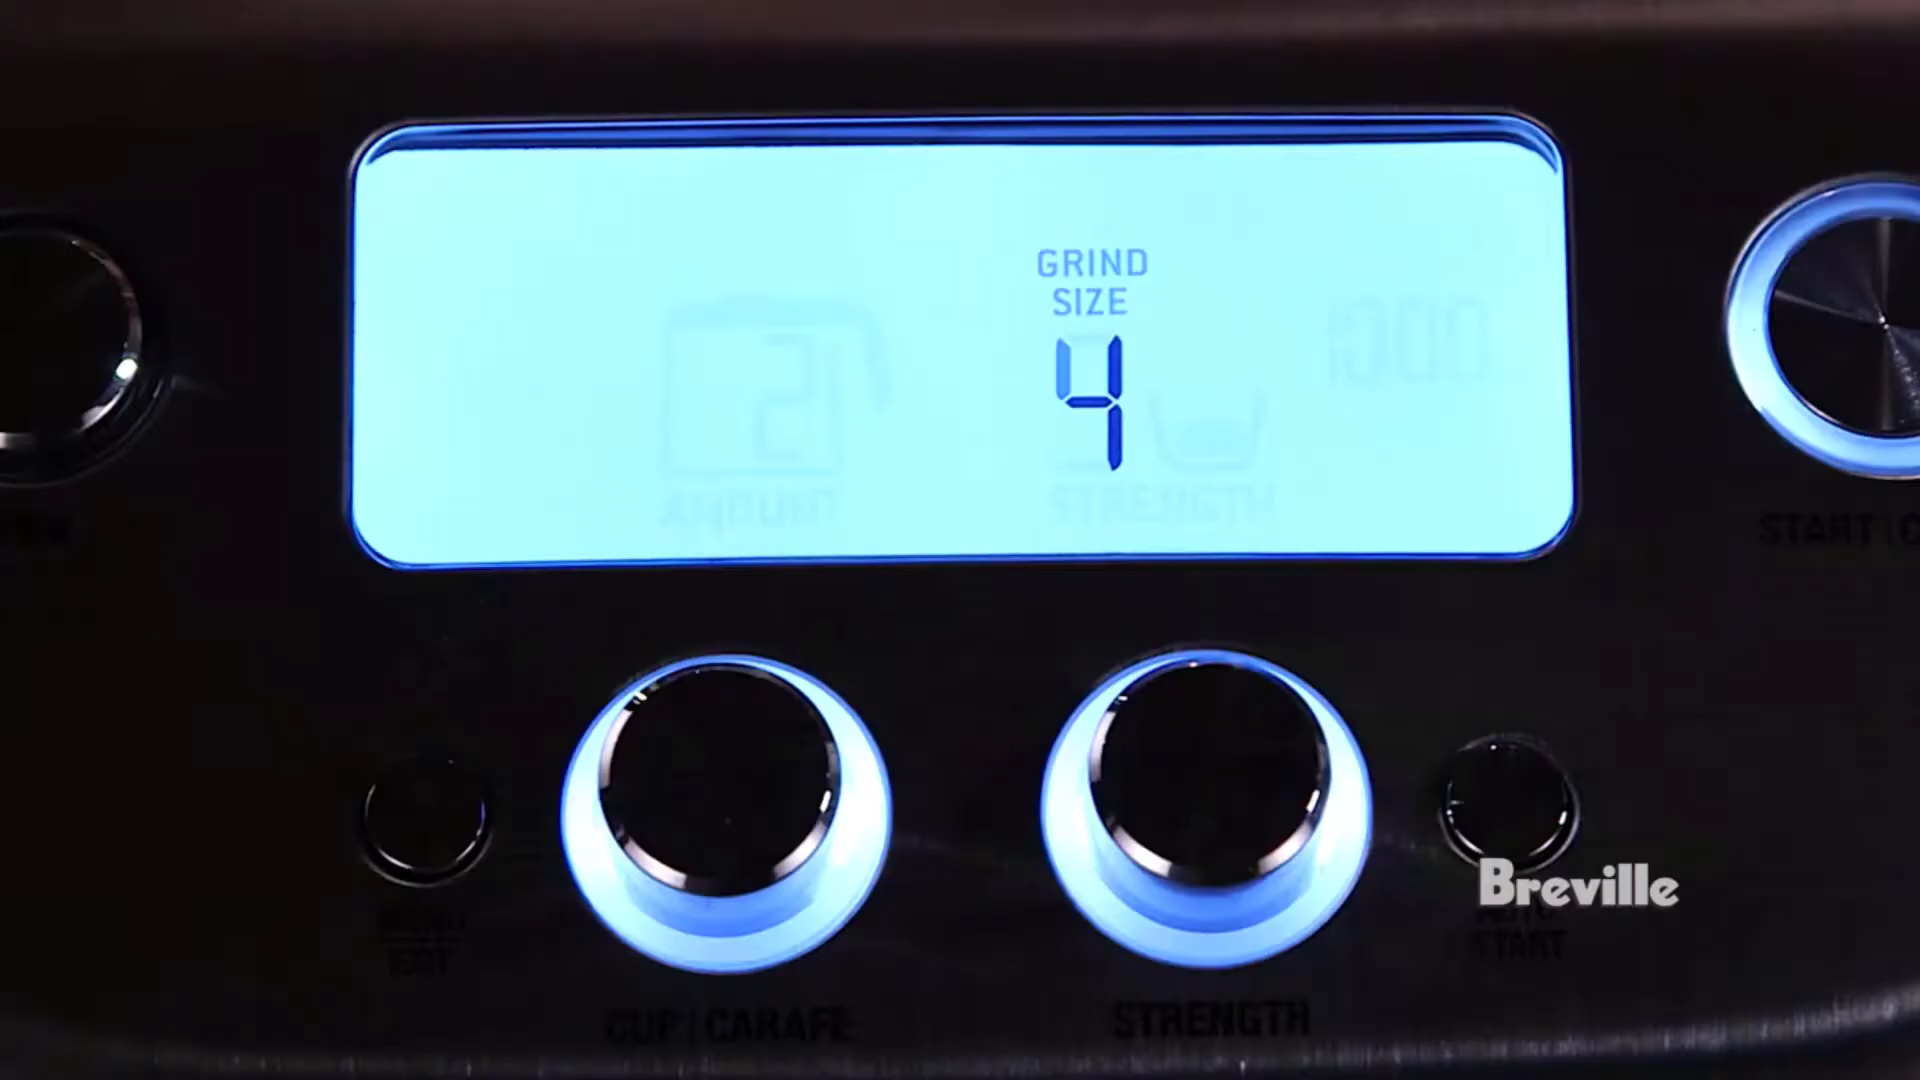 GRIND
SIZE
4
AMOUNT
STRENGTH
START | C
Breville
MENU
EXIT
AUTO
START
CUP | CARAFE
STRENGTH